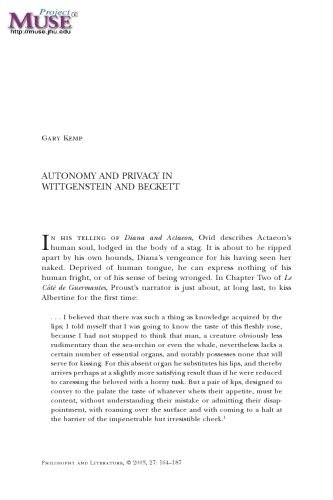 Project
MUSE®
http://muse.jhu.edu
Gary Kemp
AUTONOMY AND PRIVACY IN
WITTGENSTEIN AND BECKETT
In his telling of Diana and Actaeon, Ovid describes Actaeon's
human soul, lodged in the body of a stag. It is about to be ripped
apart by his own hounds, Diana's vengeance for his having seen her
naked. Deprived of human tongue, he can express nothing of his
human fright, or of his sense of being wronged. In Chapter Two of Le
Côté de Guermantes, Proust's narrator is just about, at long last, to kiss
Albertine for the first time:
. . . I believed that there was such a thing as knowledge acquired by the
lips; I told myself that I was going to know the taste of this fleshly rose,
because I had not stopped to think that man, a creature obviously less
rudimentary than the sea-urchin or even the whale, nevertheless lacks a
certain number of essential organs, and notably possesses none that will
serve for kissing. For this absent organ he substitutes his lips, and thereby
arrives perhaps at a slightly more satisfying result than if he were reduced
to caressing the beloved with a horny tusk. But a pair of lips, designed to
convey to the palate the taste of whatever whets their appetite, must be
content, without understanding their mistake or admitting their disap-
pointment, with roaming over the surface and with coming to a halt at
the barrier of the impenetrable but irresistible cheek.1
Philosophy and Literature, © 2003, 27: 164–187